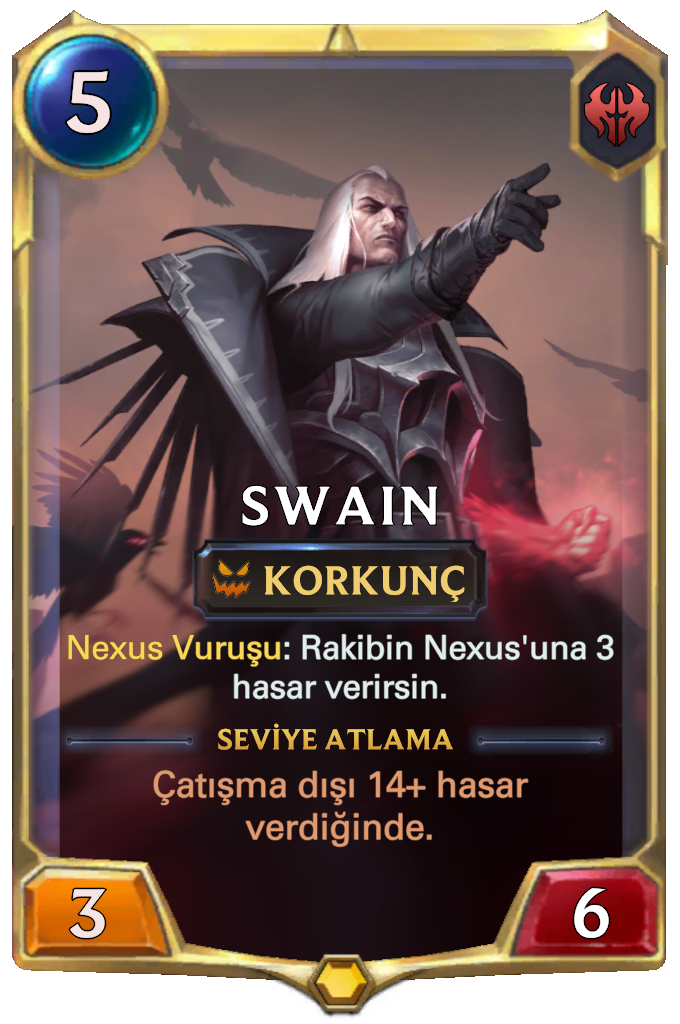 5
SWAIN
KORKUNÇ
Nexus Vuruşu: Rakibin Nexus'una 3
hasar verirsin.
SEVİYE ATLAMA
Çatışma dışı 14+ hasar
verdiğinde.
3
6